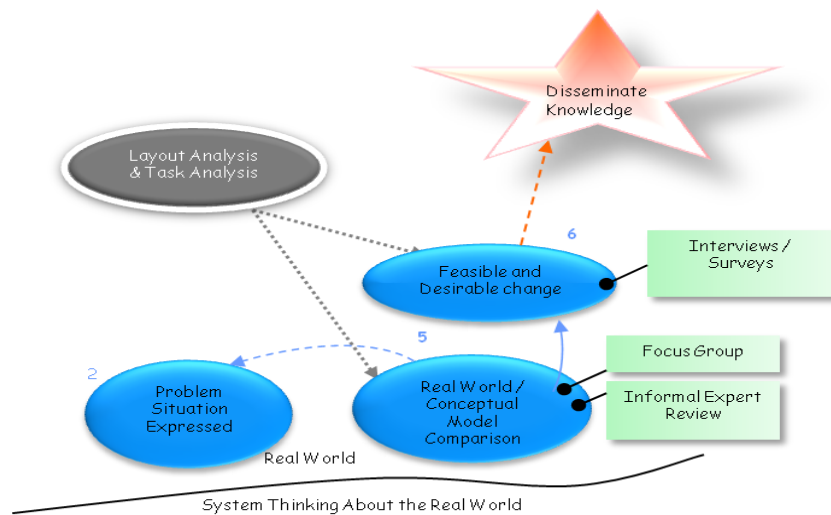 Disseminate
Knowledge
Layout Analysis
& Task Analysis
6
Interviews /
Surveys
Feasible and
Desirable change
5
Focus Group
2
Problem
Situation
Expressed
Real World /
Conceptual
Model
Comparison
Informal Expert
Review
Real World
System Thinking About the Real World